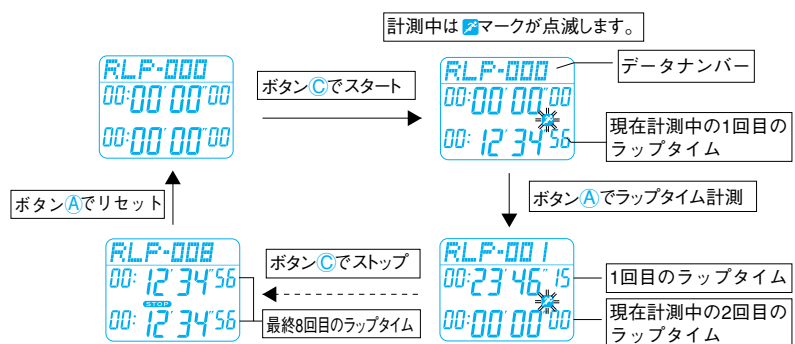 計測中はマークが点滅します。
RLP-000
00:00'00"00
00:00'00"00
ボタンⒸでスタート
RLP-000
00:00'00"00
00:12'34"56
データナンバー
現在計測中の1回目の
ラップタイム
ボタンⒶでリセット
ボタンⒶでラップタイム計測
RLP-008
00:12'34"56
STOP
00:12'34"56
ボタンⒸでストップ
最終8回目のラップタイム
RLP-001
00:23'46"15
00:00'00"00
1回目のラップタイム
現在計測中の2回目の
ラップタイム